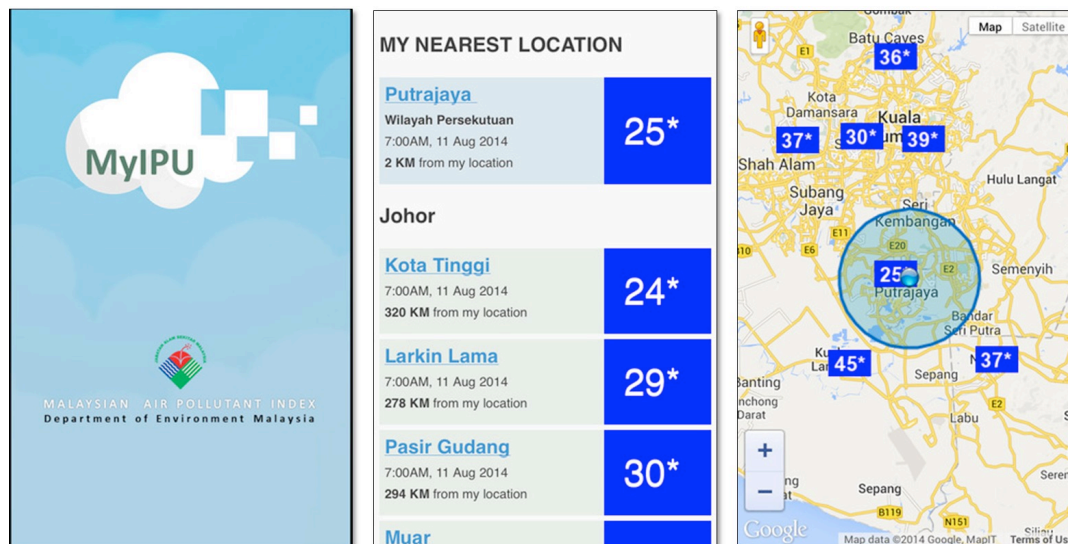 MyIPU
MALAYSIAN AIR POLLUTANT INDEX
Department of Environment Malaysia
MY NEAREST LOCATION
Putrajaya
Wilayah Persekutuan
7:00AM, 11 Aug 2014
2 KM from my location
25*
Johor
Kota Tinggi
7:00AM, 11 Aug 2014
320 KM from my location
24*
Larkin Lama
7:00AM, 11 Aug 2014
278 KM from my location
29*
Pasir Gudang
7:00AM, 11 Aug 2014
294 KM from my location
30*
Muar
Map Satellite
E1
Batu Caves
36*
Kota
Damansara
Kuala
37*
30*
39*
Shah Alam
Hulu Langat
Subang
Jaya
Seri
Kembangan
E11
E20
E6
E2
Semenyih
25
Putrajaya
Bandar
Seri Putra
45*
37*
Sepang
Banting
Darat
E2
Labu
+
−
Sepang
B119
N151
Google
Map data ©2014 Google, MapIT Terms of Us